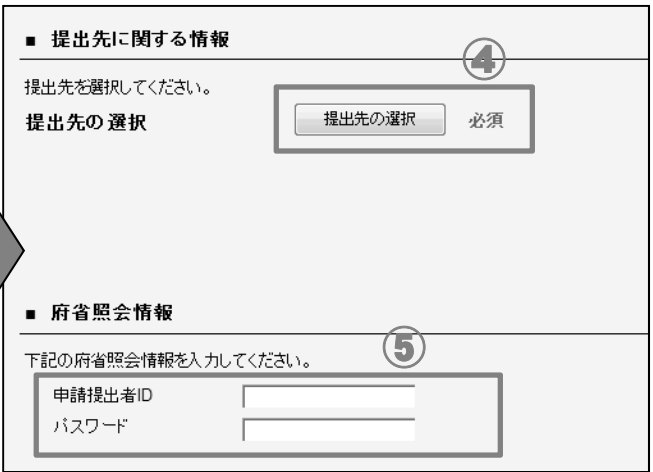 ■ 提出先に関する情報
④
提出先を選択してください。
提出先の選択 提出先の選択 必須
■ 府省照会情報
⑤
下記の府省照会情報を入力してください。
申請提出者ID
パスワード